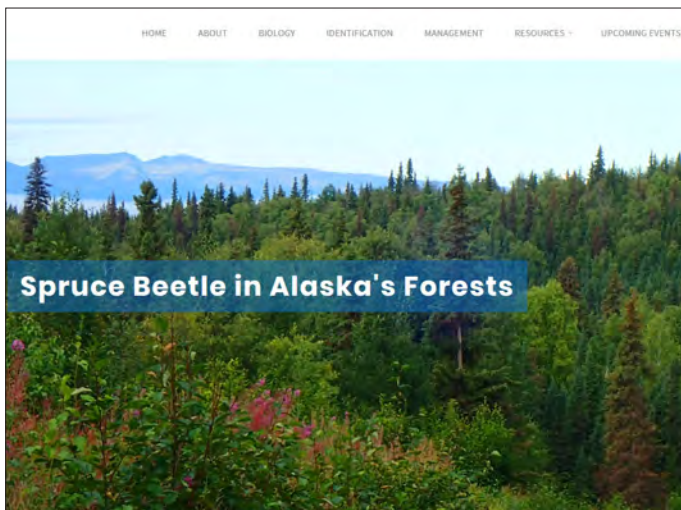 HOME ABOUT BIOLOGY IDENTIFICATION MANAGEMENT RESOURCES UPCOMING EVENTS
Spruce Beetle in Alaska's Forests